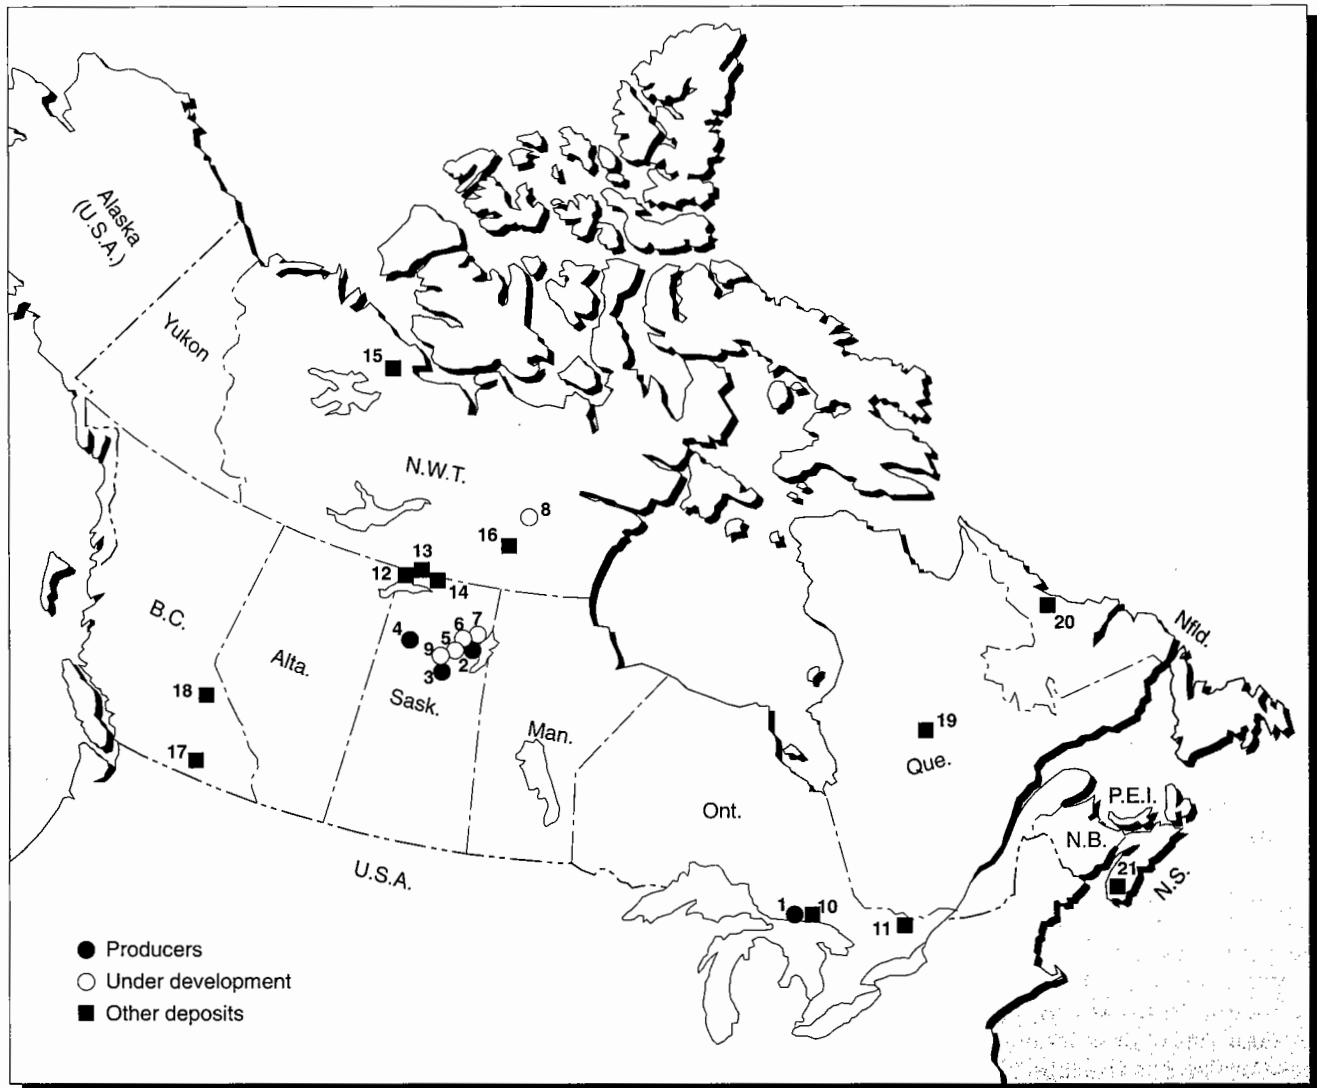 Alaska
(U.S.A.)
Yukon
15
N.W.T.
8
16
13
12
14
20
Nfld.
B.C.
4
7
6
5
9
2
3
Alta.
Sask.
18
17
Man.
19
Que.
Ont.
P.E.I.
N.B.
21
N.S.
U.S.A.
1
10
11
Producers
Under development
Other deposits